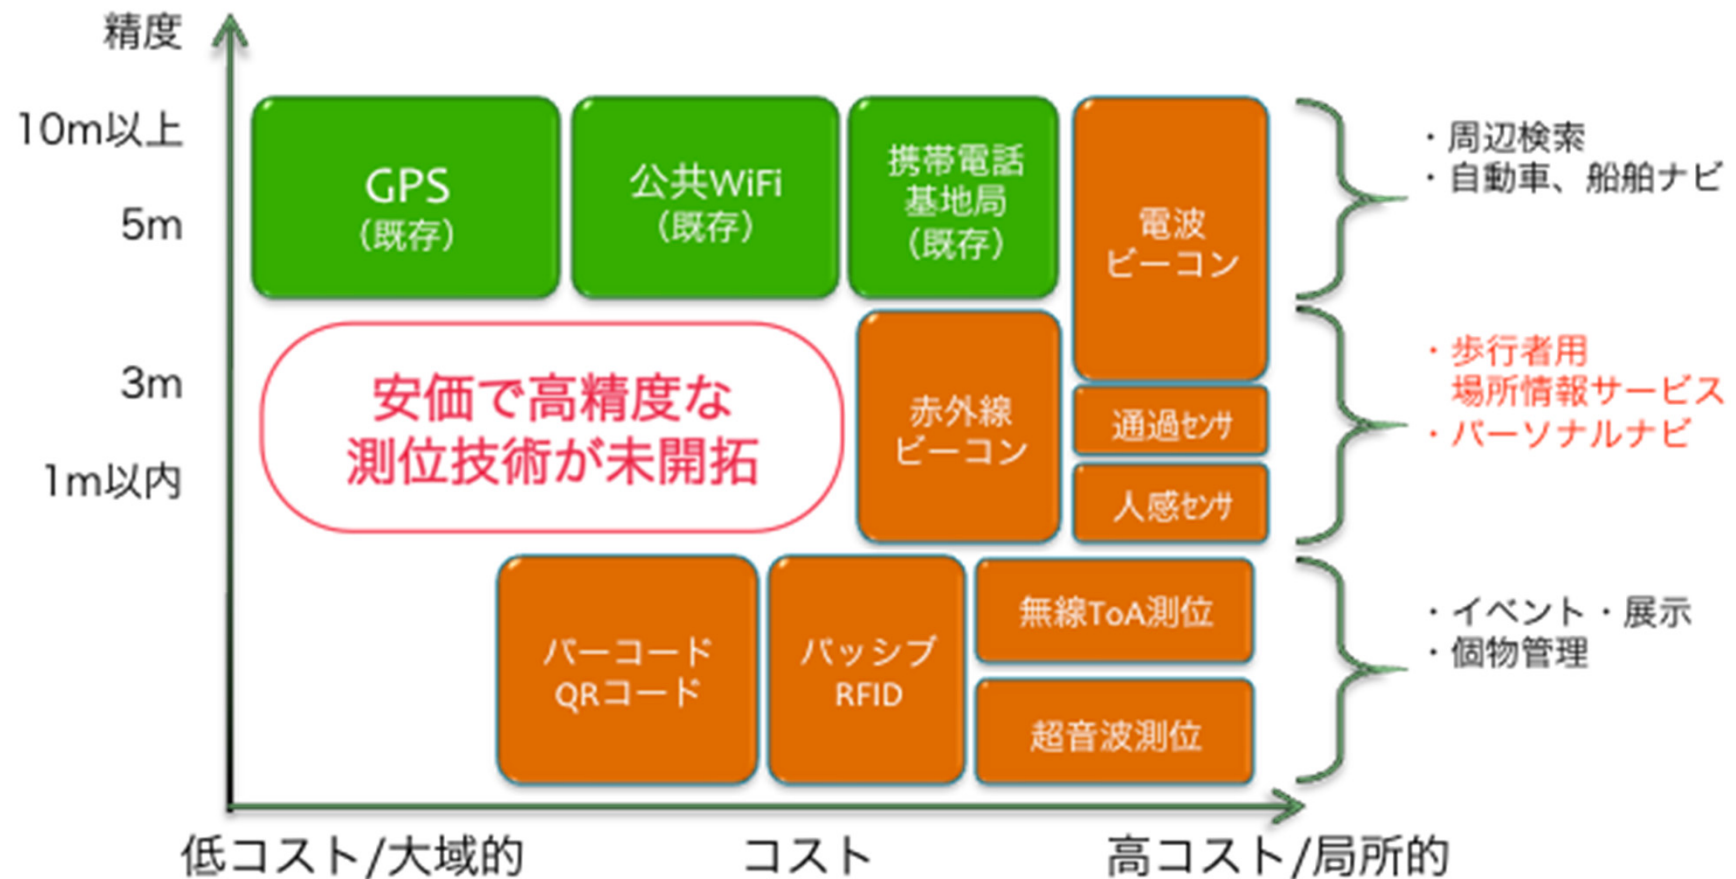 精度
10m以上
5m
3m
1m以内
GPS
(既存)
公共WiFi
(既存)
携帯電話
基地局
(既存)
電波
ビーコン
・周辺検索
・自動車、船舶ナビ
安価で高精度な
測位技術が未開拓
赤外線
ビーコン
通過センサ
人感センサ
・歩行者用
場所情報サービス
・パーソナルナビ
バーコード
QRコード
パッシブ
RFID
無線ToA測位
超音波測位
・イベント・展示
・個物管理
低コスト/大域的
コスト
高コスト/局所的